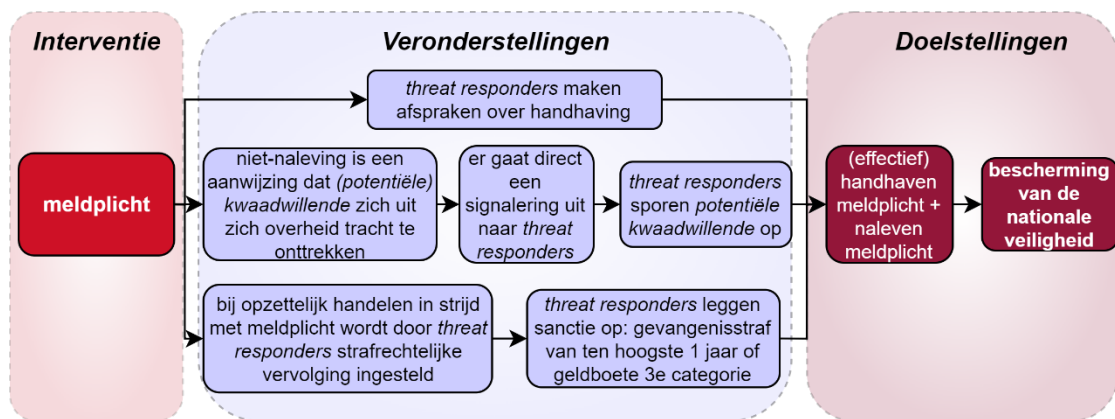 Interventie
Veronderstellingen
Doelstellingen
threat responders maken
afspraken over handhaving
meldplicht
niet-naleving is een
aanwijzing dat (potentiële)
kwaadwillende zich uit
zich overheid tracht te
onttrekken
er gaat direct
een
signalering uit
naar threat
responders
threat responders
sporen potentiële
kwaadwillende op
(effectief)
handhaven
meldplicht +
naleven
meldplicht
bescherming
van de
nationale
veiligheid
bij opzettelijk handelen in strijd
met meldplicht wordt door threat
responders strafrechtelijke
vervolging ingesteld
threat responders leggen
sanctie op: gevangenisstraf
van ten hoogste 1 jaar of
geldboete 3e categorie